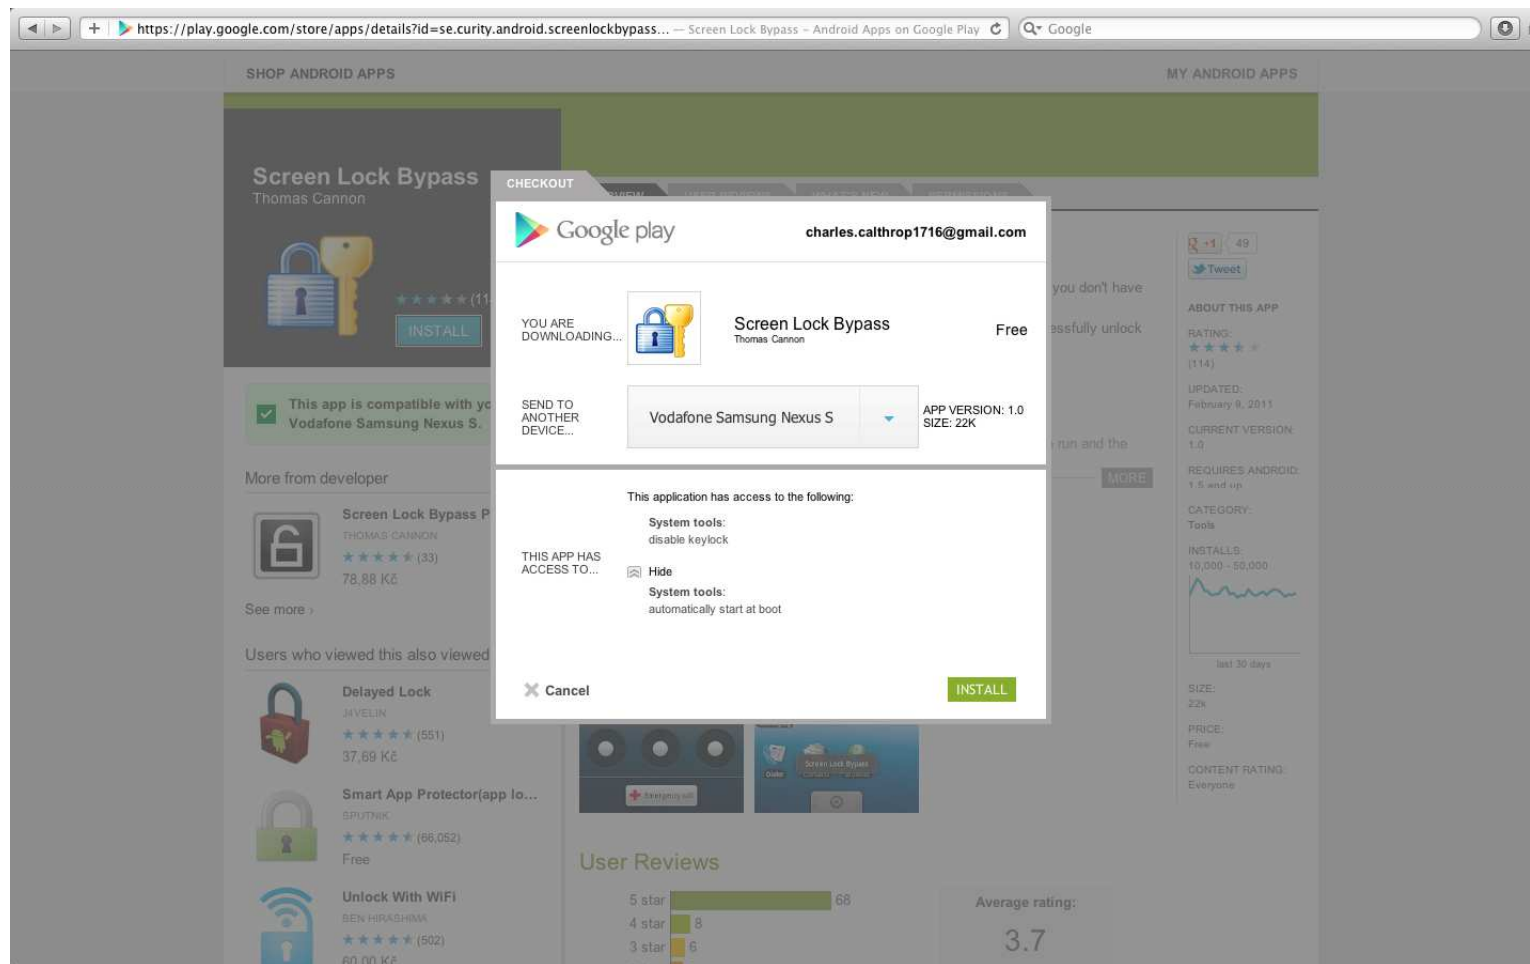 https://play.google.com/store/apps/details?id=se.curity.android.screenlockbypass... — Screen Lock Bypass – Android Apps on Google Play
Google
SHOP ANDROID APPS
MY ANDROID APPS
Screen Lock Bypass
Thomas Cannon
INSTALL
CHECKOUT
Google play
charles.calthrop1716@gmail.com
YOU ARE
DOWNLOADING...
Screen Lock Bypass
Thomas Cannon
Free
SEND TO
ANOTHER
DEVICE...
Vodafone Samsung Nexus S
APP VERSION: 1.0
SIZE: 22K
This application has access to the following:
System tools:
disable keylock
THIS APP HAS
ACCESS TO...
Hide
System tools:
automatically start at boot
Cancel
INSTALL
This app is compatible with yo
Vodafone Samsung Nexus S.
More from developer
Screen Lock Bypass P
THOMAS CANNON
(33)
78,88 Kč
See more ›
Users who viewed this also viewed
Delayed Lock
J4VELIN
(551)
37,69 Kč
Smart App Protector(app lo...
SPUTNIK
(66,052)
Free
Unlock With WiFi
BEN HIRASHIMA
(502)
60,00 Kč
you don't have
essfully unlock
run and the
MORE
Emergency call
Screen Lock Bypass
User Reviews
5 star 68
4 star 8
3 star 6
Average rating:
3.7
+1 49
Tweet
ABOUT THIS APP
RATING:
(114)
UPDATED:
February 9, 2011
CURRENT VERSION:
1.0
REQUIRES ANDROID:
1.5 and up
CATEGORY:
Tools
INSTALLS:
10,000 - 50,000
last 30 days
SIZE:
22k
PRICE:
Free
CONTENT RATING:
Everyone